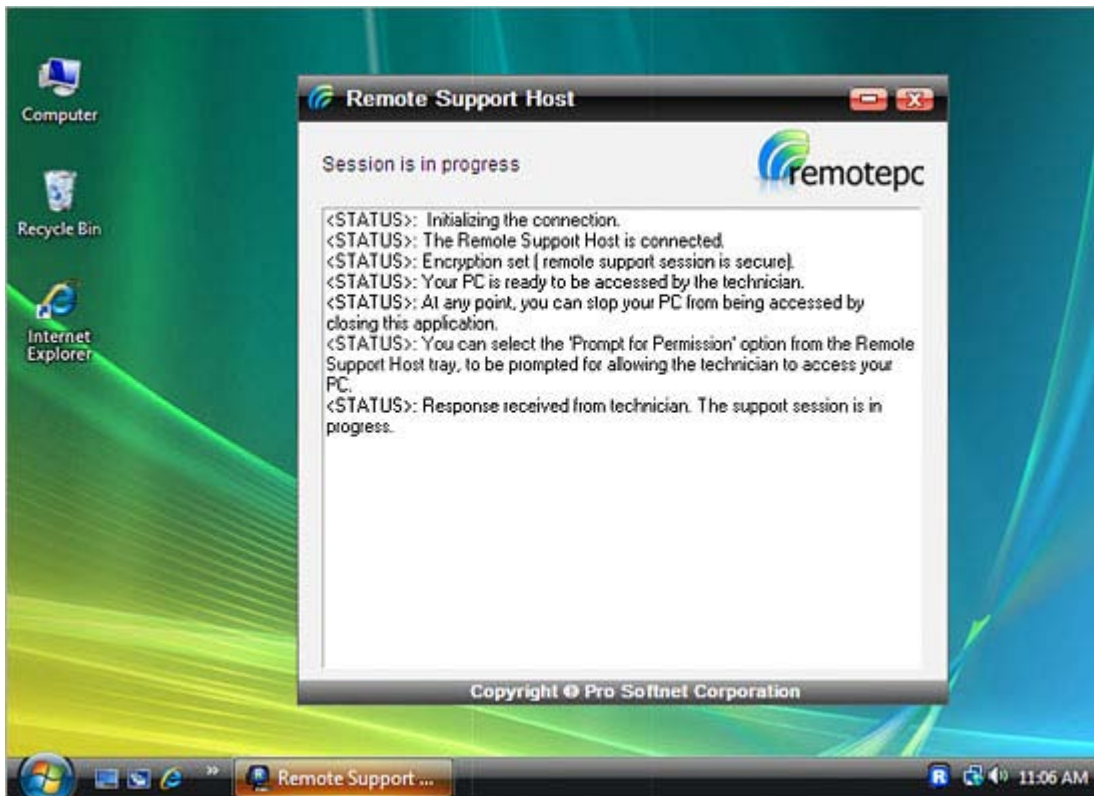 Computer
Recycle Bin
Internet
Explorer
Remote Support Host
Session is in progress
remotepc
<STATUS>: Initializing the connection.
<STATUS>: The Remote Support Host is connected.
<STATUS>: Encryption set ( remote support session is secure).
<STATUS>: Your PC is ready to be accessed by the technician.
<STATUS>: At any point, you can stop your PC from being accessed by
closing this application.
<STATUS>: You can select the 'Prompt for Permission' option from the Remote
Support Host tray, to be prompted for allowing the technician to access your
PC.
<STATUS>: Response received from technician. The support session is in
progress.
Copyright © Pro Softnet Corporation
Remote Support ...
R
11:06 AM